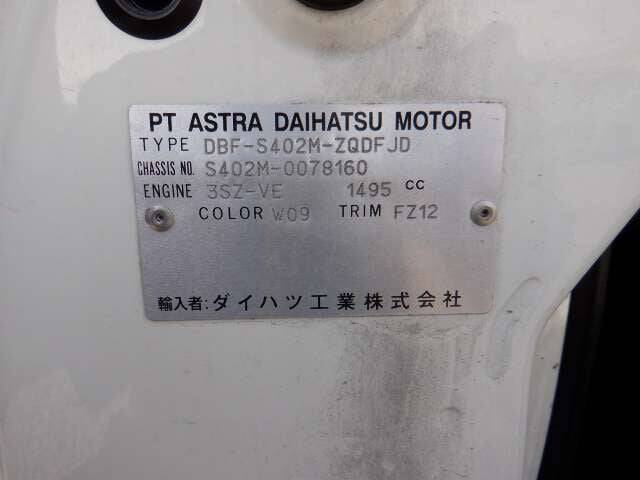 PT ASTRA DAIHATSU MOTOR
TYPE DBF-S402M-ZQDFJD
CHASSIS NO. S402M-0078160
ENGINE 3SZ-VE 1495 cc
COLOR W09 TRIM FZ12
輸入者:ダイハツ工業株式会社